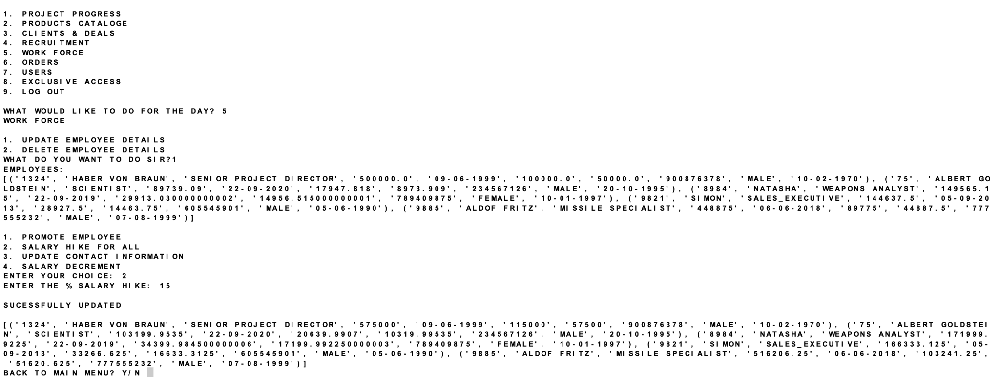 1. PROJECT PROGRESS
2. PRODUCTS CATALOGE
3. CLIENTS & DEALS
4. RECRUITMENT
5. WORK FORCE
6. ORDERS
7. USERS
8. EXCLUSIVE ACCESS
9. LOG OUT
WHAT WOULD LIKE TO DO FOR THE DAY? 5
WORK FORCE
1. UPDATE EMPLOYEE DETAILS
2. DELETE EMPLOYEE DETAILS
WHAT DO YOU WANT TO DO SIR?1
EMPLOYEES:
[('1324', 'HABER VON BRAUN', 'SENIOR PROJECT DIRECTOR', '500000.0', '09-06-1999', '100000.0', '50000.0', '900876378', 'MALE', '10-02-1970'), ('75', 'ALBERT GO
LDSTEIN', 'SCIENTIST', '89739.09', '22-09-2020', '17947.818', '8973.909', '234567126', 'MALE', '20-10-1995'), ('8984', 'NATASHA', 'WEAPONS ANALYST', '149565.1
5', '22-09-2019', '29913.030000000002', '14956.515000000001', '789409875', 'FEMALE', '10-01-1997'), ('9821', 'SIMON', 'SALES_EXECUTIVE', '144637.5', '05-09-20
13', '28927.5', '14463.75', '605545901', 'MALE', '05-06-1990'), ('9885', 'ALDOF FRITZ', 'MISSILE SPECIALIST', '448875', '06-06-2018', '89775', '44887.5', '777
555232', 'MALE', '07-08-1999')]
1. PROMOTE EMPLOYEE
2. SALARY HIKE FOR ALL
3. UPDATE CONTACT INFORMATION
4. SALARY DECREMENT
ENTER YOUR CHOICE: 2
ENTER THE % SALARY HIKE: 15
SUCESSFULLY UPDATED
[('1324', 'HABER VON BRAUN', 'SENIOR PROJECT DIRECTOR', '575000', '09-06-1999', '115000', '57500', '900876378', 'MALE', '10-02-1970'), ('75', 'ALBERT GOLDSTEI
N', 'SCIENTIST', '103199.9535', '22-09-2020', '20639.9907', '10319.99535', '234567126', 'MALE', '20-10-1995'), ('8984', 'NATASHA', 'WEAPONS ANALYST', '171999.
9225', '22-09-2019', '34399.984500000006', '17199.992250000003', '789409875', 'FEMALE', '10-01-1997'), ('9821', 'SIMON', 'SALES_EXECUTIVE', '166333.125', '05-
09-2013', '33266.625', '16633.3125', '605545901', 'MALE', '05-06-1990'), ('9885', 'ALDOF FRITZ', 'MISSILE SPECIALIST', '516206.25', '06-06-2018', '103241.25',
'51620.625', '777555232', 'MALE', '07-08-1999')]
BACK TO MAIN MENU? Y/N